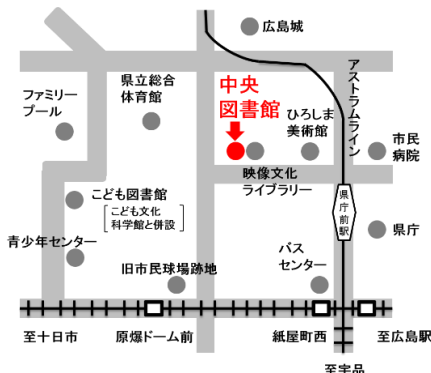 広島城
県立総合
体育館
ファミリー
プール
中央
図書館
ひろしま
美術館
アストラムライン
市民
病院
映像文化
ライブラリー
こども図書館
こども文化
科学館と併設
県庁前駅
県庁
青少年センター
旧市民球場跡地
バス
センター
至十日市
原爆ドーム前
紙屋町西
至広島駅
至宇品